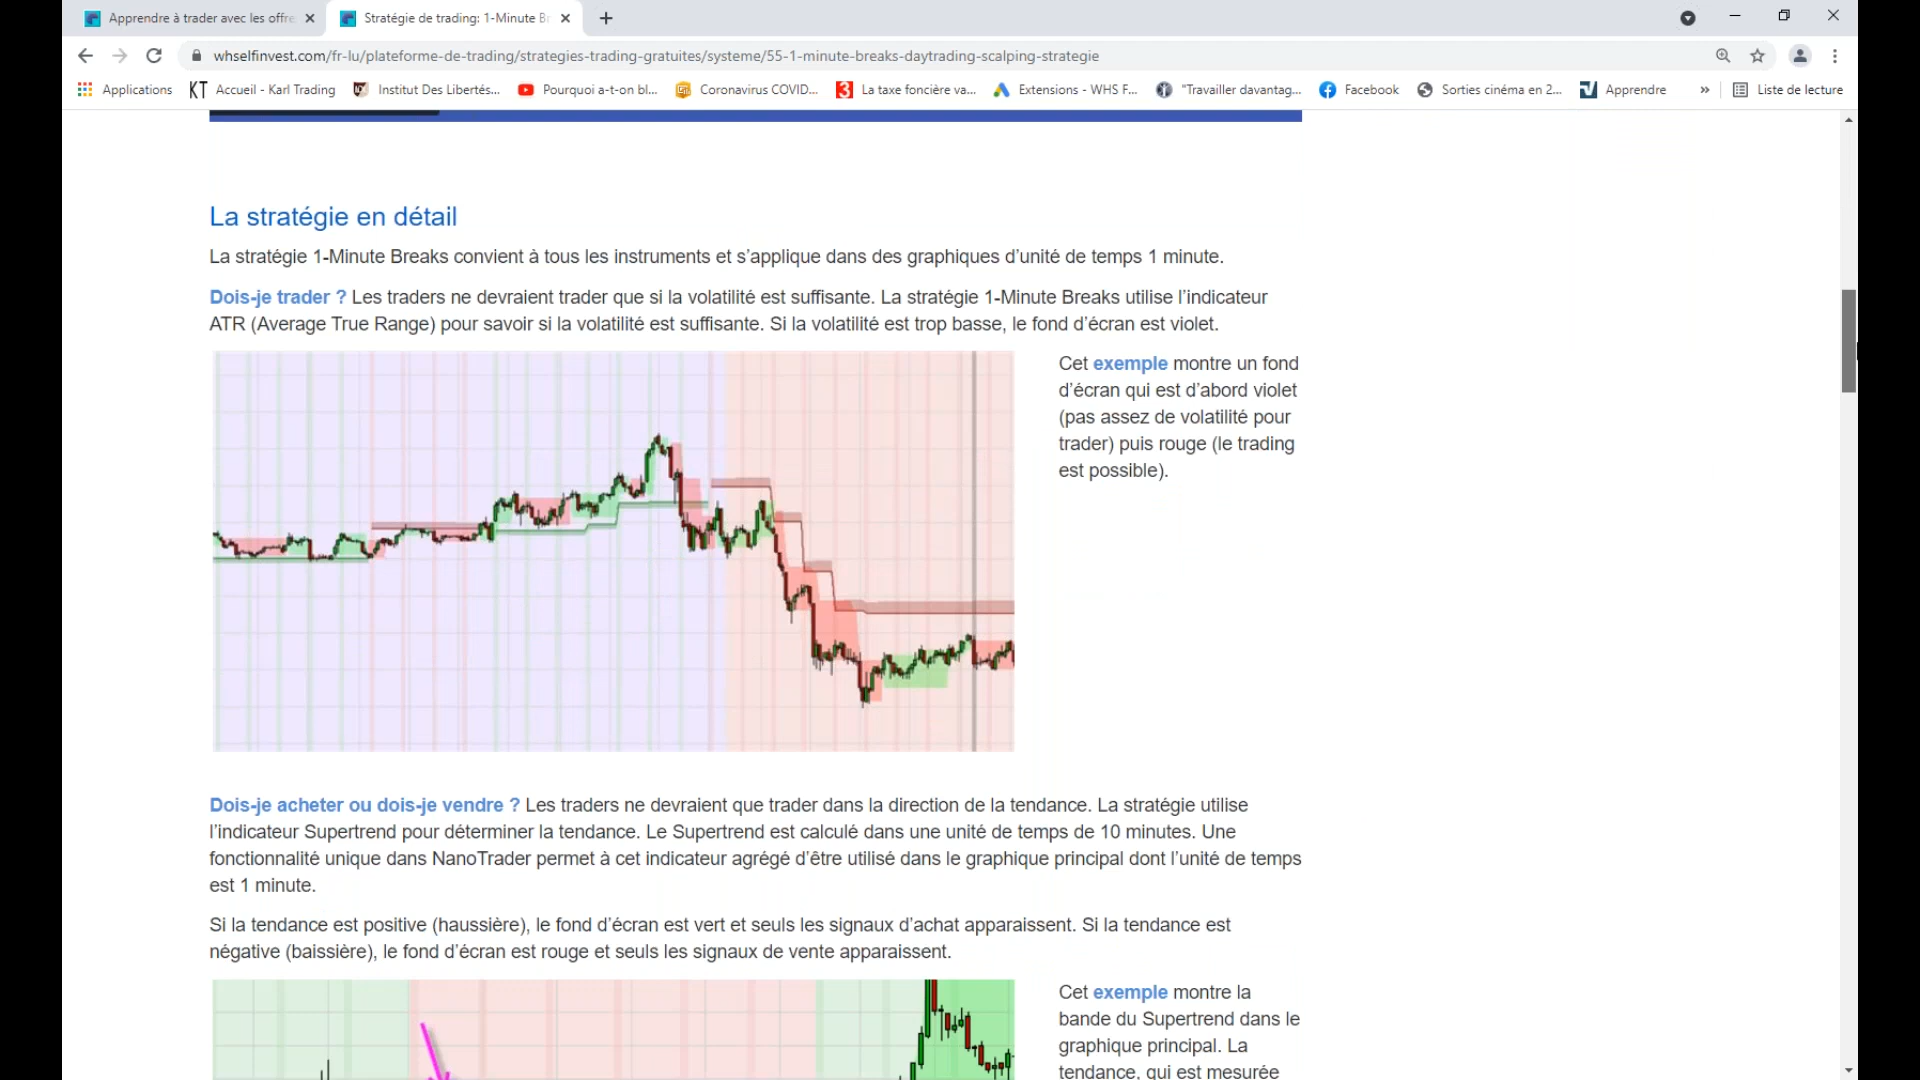 Apprendre à trader avec les offre
Stratégie de trading: 1-Minute Br
whselfinvest.com/fr-lu/plateforme-de-trading/strategies-trading-gratuites/systeme/55-1-minute-breaks-daytrading-scalping-strategie
Applications KT Accueil - Karl Trading Institut Des Libertés... Pourquoi a-t-on bl... Coronavirus COVID... 3 La taxe foncière va... Extensions - WHS F... "Travailler davantag... Facebook Sorties cinéma en 2... Apprendre » Liste de lecture
La stratégie en détail
La stratégie 1-Minute Breaks convient à tous les instruments et s’applique dans des graphiques d’unité de temps 1 minute.
Dois-je trader ? Les traders ne devraient trader que si la volatilité est suffisante. La stratégie 1-Minute Breaks utilise l’indicateur
ATR (Average True Range) pour savoir si la volatilité est suffisante. Si la volatilité est trop basse, le fond d’écran est violet.
Cet exemple montre un fond
d’écran qui est d’abord violet
(pas assez de volatilité pour
trader) puis rouge (le trading
est possible).
Dois-je acheter ou dois-je vendre ? Les traders ne devraient que trader dans la direction de la tendance. La stratégie utilise
l’indicateur Supertrend pour déterminer la tendance. Le Supertrend est calculé dans une unité de temps de 10 minutes. Une
fonctionnalité unique dans NanoTrader permet à cet indicateur agrégé d’être utilisé dans le graphique principal dont l’unité de temps
est 1 minute.
Si la tendance est positive (haussière), le fond d’écran est vert et seuls les signaux d’achat apparaissent. Si la tendance est
négative (baissière), le fond d’écran est rouge et seuls les signaux de vente apparaissent.
Cet exemple montre la
bande du Supertrend dans le
graphique principal. La
tendance, qui est mesurée